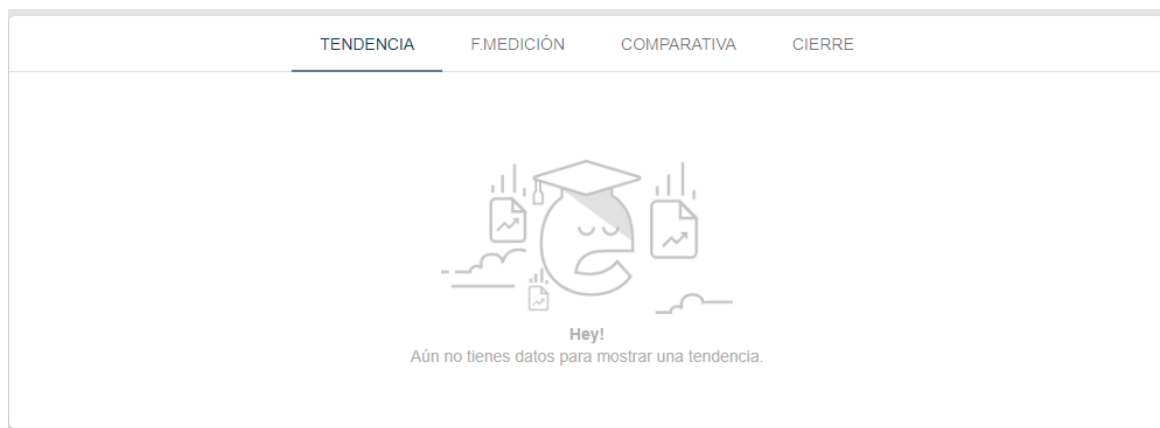 TENDENCIA F.MEDICIÓN COMPARATIVA CIERRE
Hey!
Aún no tienes datos para mostrar una tendencia.